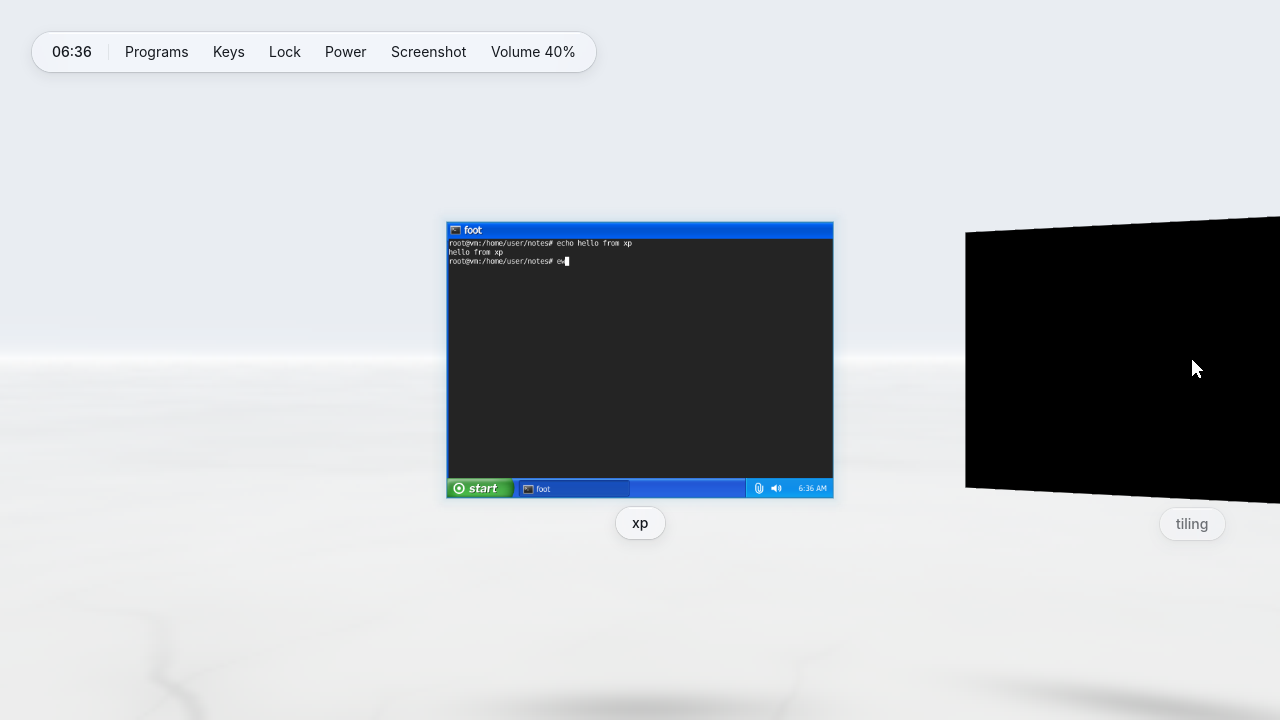 06:36 Programs Keys Lock Power Screenshot Volume 40%
foot
root@vm:/home/user/notes# echo hello from xp
hello from xp
root@vm:/home/user/notes# ew
start foot 6:36 AM
xp
tiling